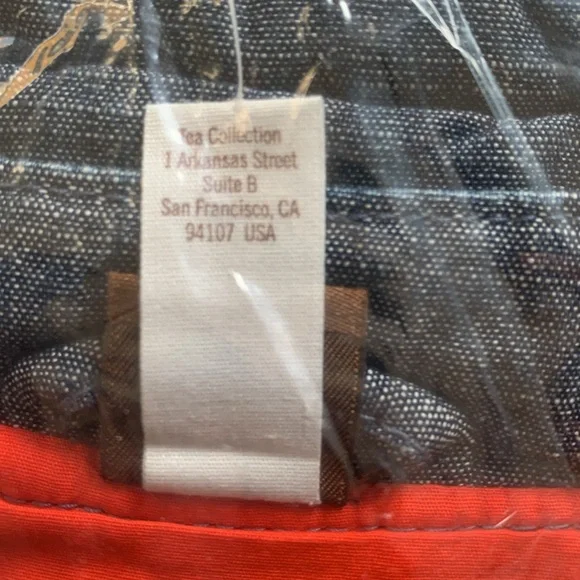 Tea Collection
1 Arkansas Street
Suite B
San Francisco, CA
94107 USA